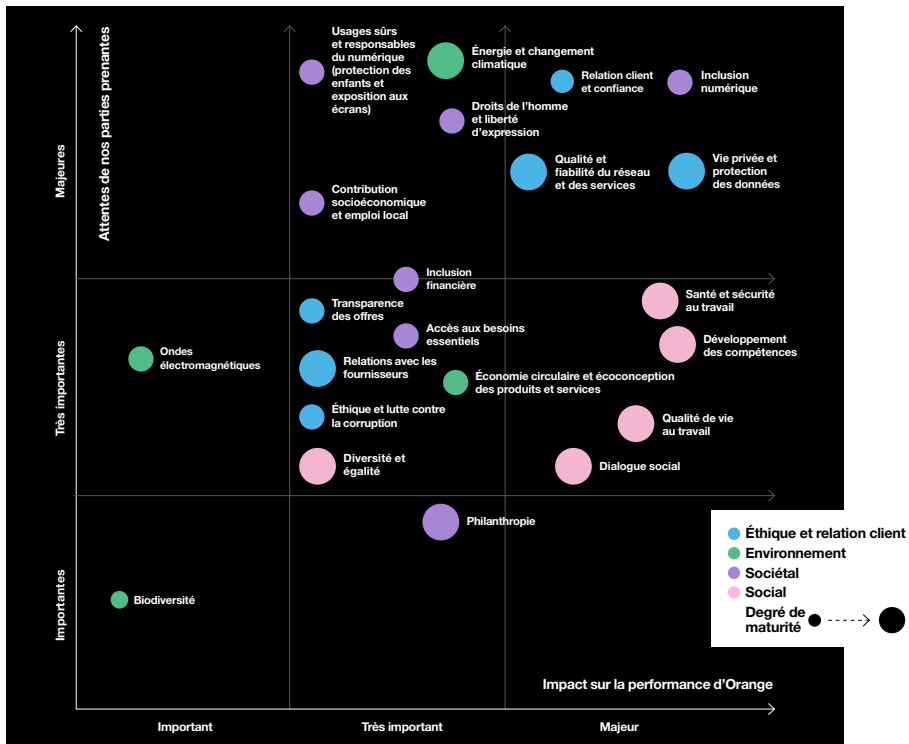 Attentes de nos parties prenantes
Majeures
Très importantes
Importantes
Usages sûrs
et responsables
du numérique
(protection des
enfants et
exposition aux
écrans)
Énergie et changement
climatique
Relation client
et confiance
Inclusion
numérique
Droits de l’homme
et liberté
d’expression
Qualité et
fiabilité du réseau
et des services
Vie privée et
protection
des données
Contribution
socioéconomique
et emploi local
Inclusion
financière
Transparence
des offres
Accès aux besoins
essentiels
Santé et sécurité
au travail
Développement
des compétences
Ondes
électromagnétiques
Relations avec les
fournisseurs
Économie circulaire et écoconception
des produits et services
Éthique et lutte contre
la corruption
Qualité de vie
au travail
Diversité et
égalité
Dialogue social
Philanthropie
Biodiversité
Éthique et relation client
Environnement
Sociétal
Social
Degré de
maturité
Impact sur la performance d’Orange
Important
Très important
Majeur